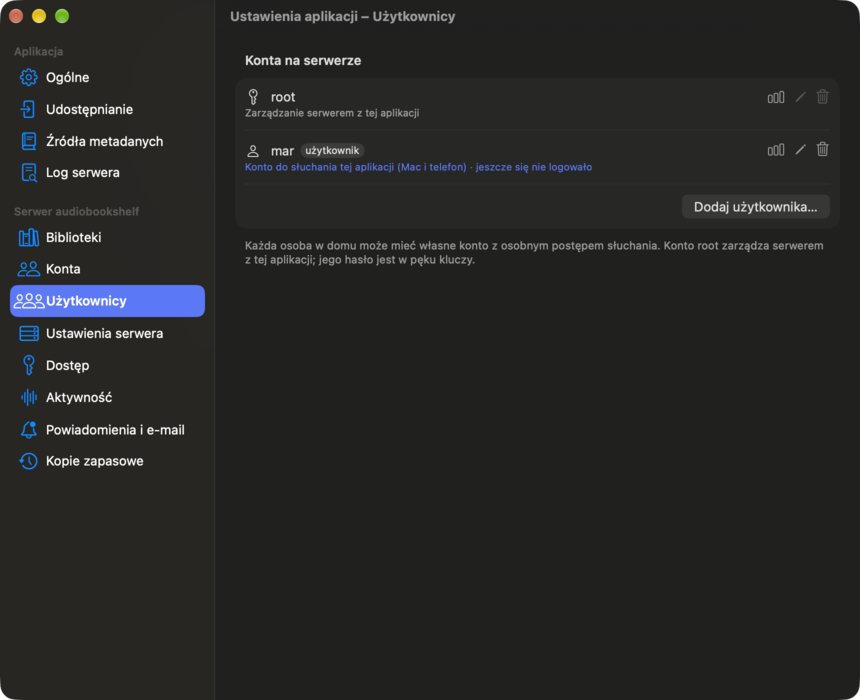 Ustawienia aplikacji – Użytkownicy
Aplikacja
Ogólne
Udostępnianie
Źródła metadanych
Log serwera
Serwer audiobookshelf
Biblioteki
Konta
Użytkownicy
Ustawienia serwera
Dostęp
Aktywność
Powiadomienia i e-mail
Kopie zapasowe
Konta na serwerze
root
Zarządzanie serwerem z tej aplikacji
mar użytkownik
Konto do słuchania tej aplikacji (Mac i telefon) · jeszcze się nie logowało
Dodaj użytkownika...
Każda osoba w domu może mieć własne konto z osobnym postępem słuchania. Konto root zarządza serwerem
z tej aplikacji; jego hasło jest w pęku kluczy.